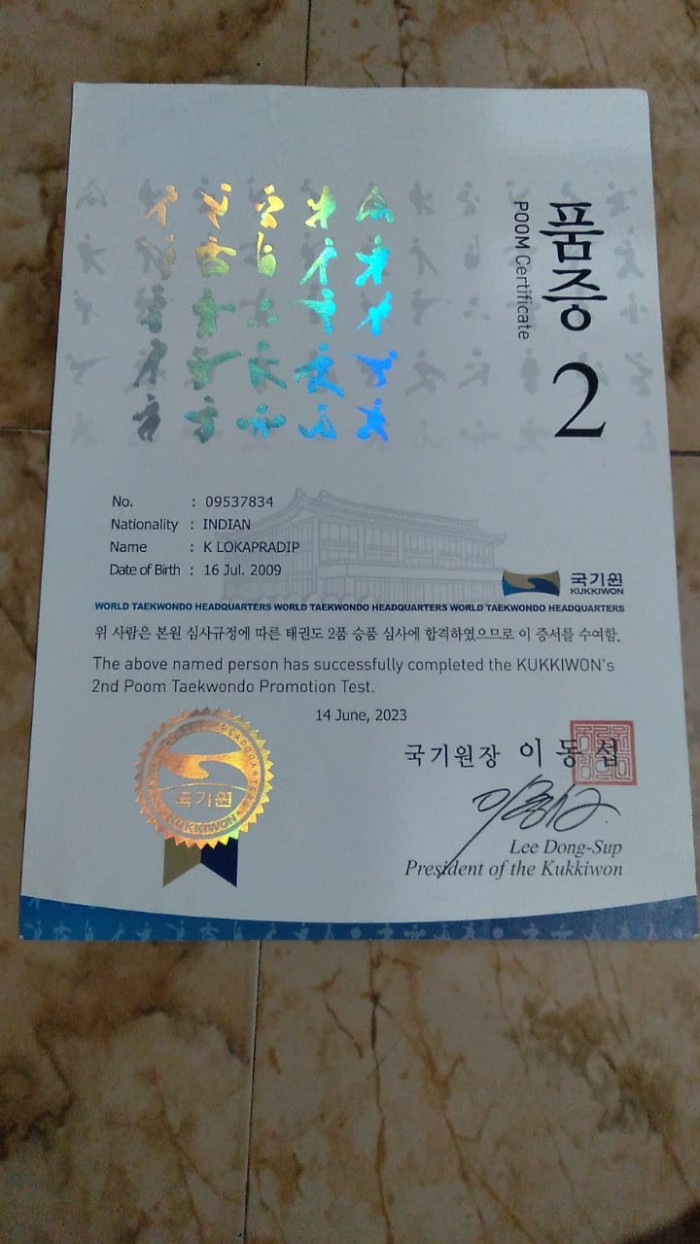 품증
POOM Certificate
2
No. : 09537834
Nationality : INDIAN
Name : K LOKAPRADIP
Date of Birth : 16 Jul. 2009
국기원
KUKKIWON
WORLD TAEKWONDO HEADQUARTERS WORLD TAEKWONDO HEADQUARTERS WORLD TAEKWONDO HEADQUARTERS
위 사람은 본원 심사규정에 따른 태권도 2품 승품 심사에 합격하였으므로 이 증서를 수여함.
The above named person has successfully completed the KUKKIWON's
2nd Poom Taekwondo Promotion Test.
14 June, 2023
국기원장 이동섭
국기원
KUKKIWON
Lee Dong-Sup
President of the Kukkiwon